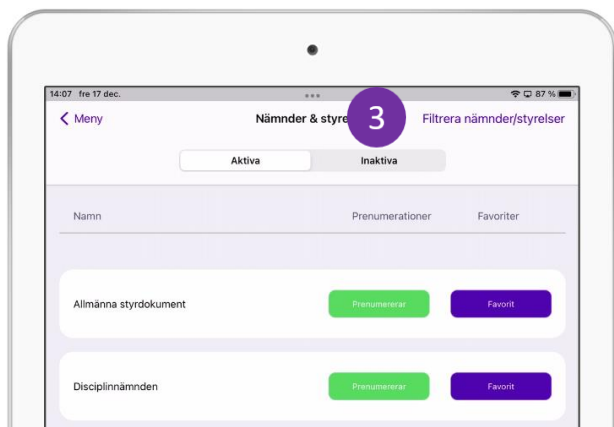 14:07 fre 17 dec.
87 %
Meny
Nämnder & styre
3
Filtrera nämnder/styrelser
Aktiva
Inaktiva
Namn
Prenumerationer
Favoriter
Allmänna styrdokument
Prenumererar
Favorit
Disciplinnämnden
Prenumererar
Favorit